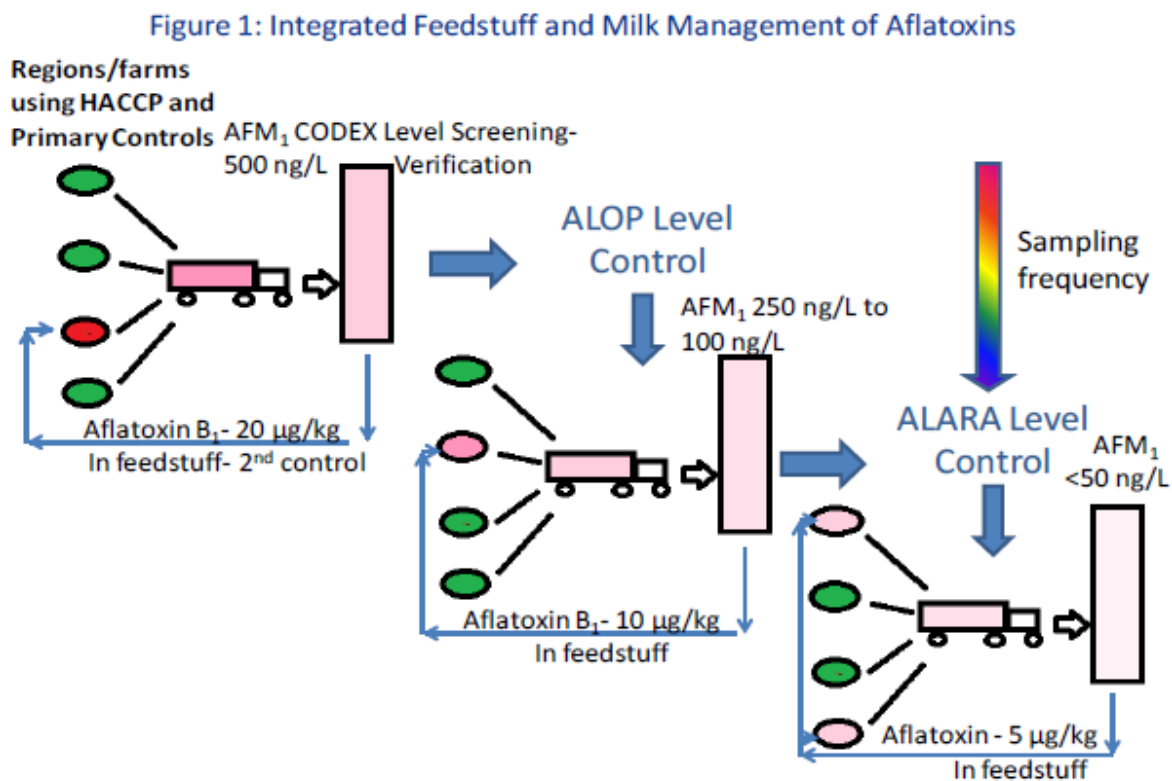 Figure 1: Integrated Feedstuff and Milk Management of Aflatoxins
Regions/farms
using HACCP and
Primary Controls
AFM₁ CODEX Level Screening-
500 ng/L
Verification
Aflatoxin B₁- 20 µg/kg
In feedstuff- 2ⁿᵈ control
ALOP Level
Control
AFM₁ 250 ng/L to
100 ng/L
Aflatoxin B₁- 10 µg/kg
In feedstuff
Sampling
frequency
ALARA Level
Control
AFM₁
<50 ng/L
Aflatoxin - 5 µg/kg
In feedstuff